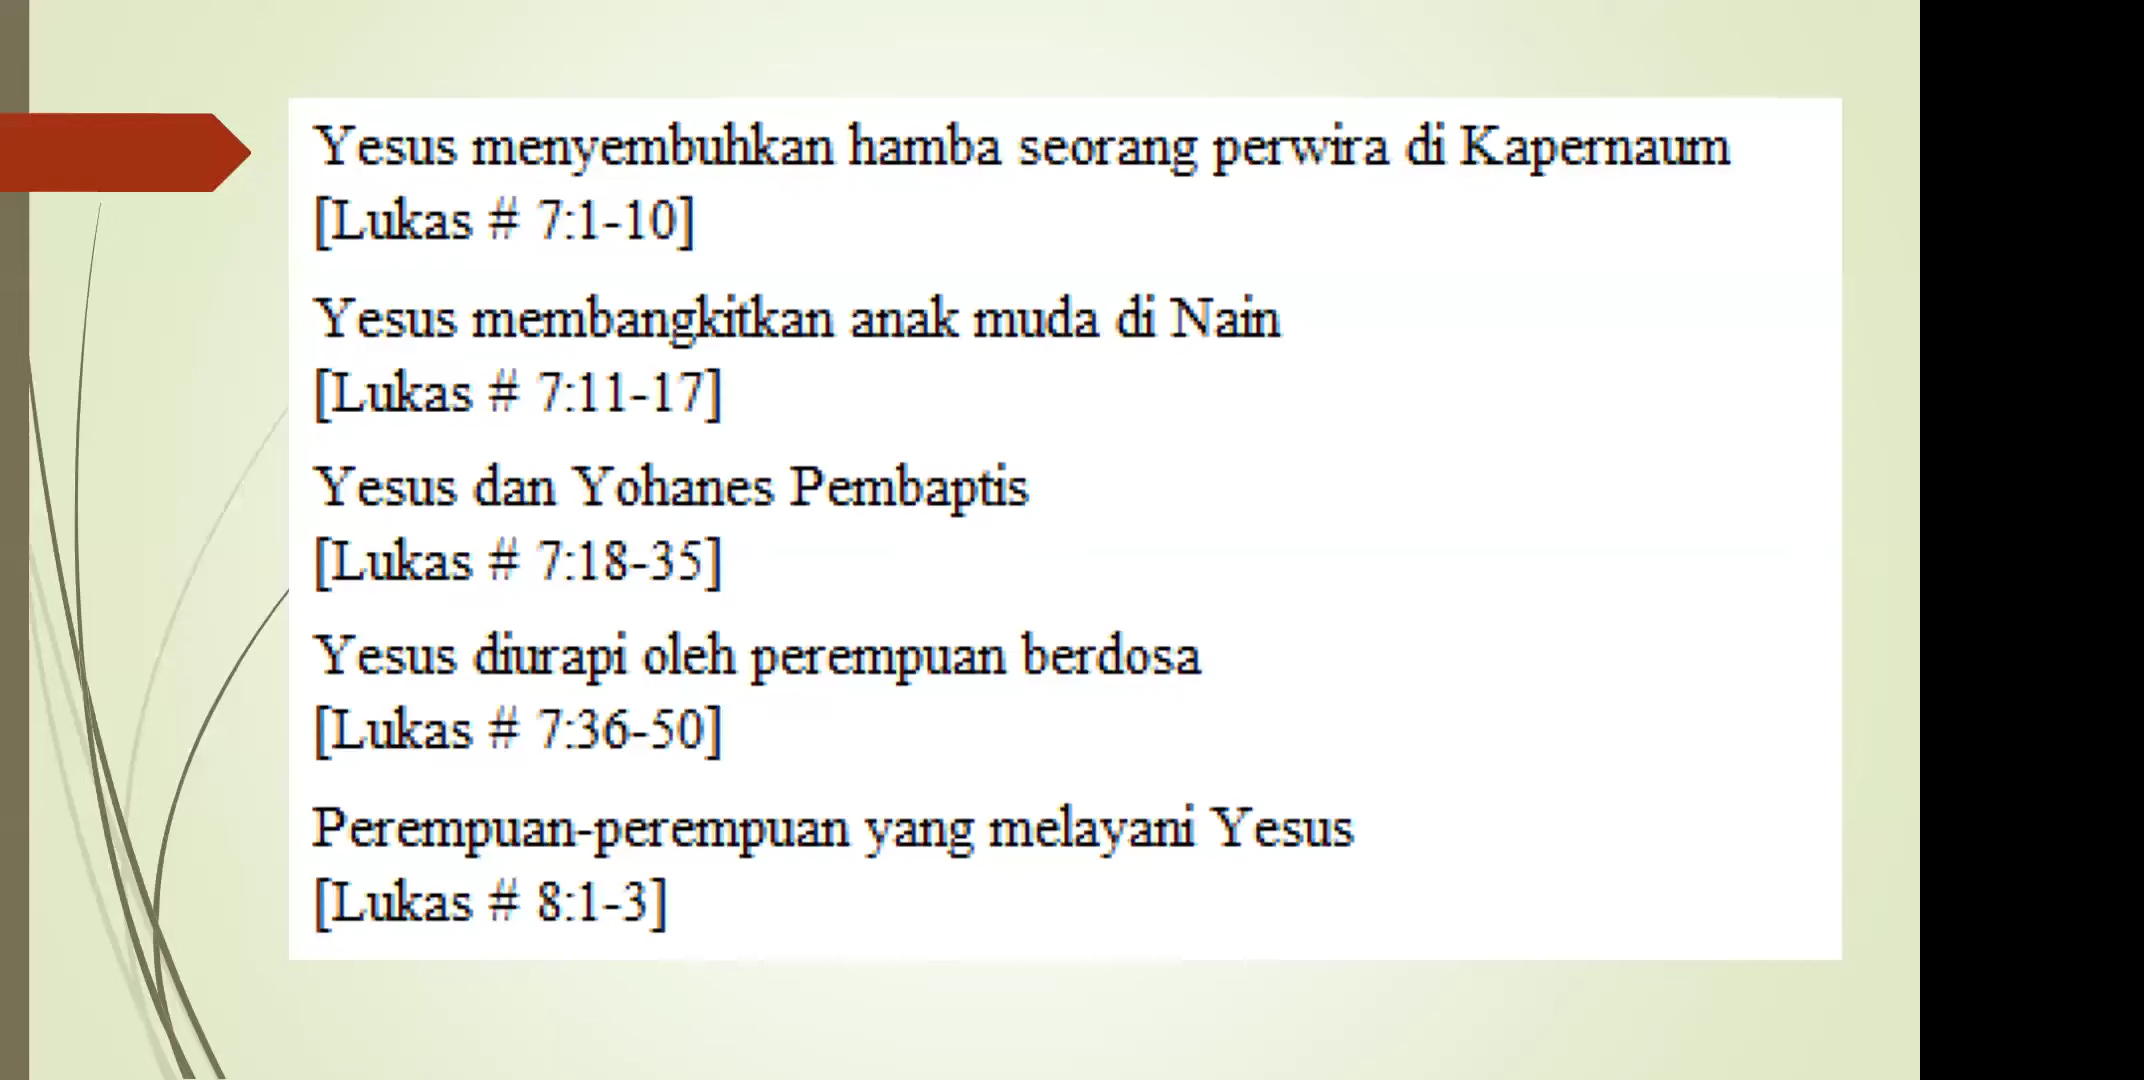 Yesus menyembuhkan hamba seorang perwira di Kapernaum
[Lukas # 7:1-10]
Yesus membangkitkan anak muda di Nain
[Lukas # 7:11-17]
Yesus dan Yohanes Pembaptis
[Lukas # 7:18-35]
Yesus diurapi oleh perempuan berdosa
[Lukas # 7:36-50]
Perempuan-perempuan yang melayani Yesus
[Lukas # 8:1-3]